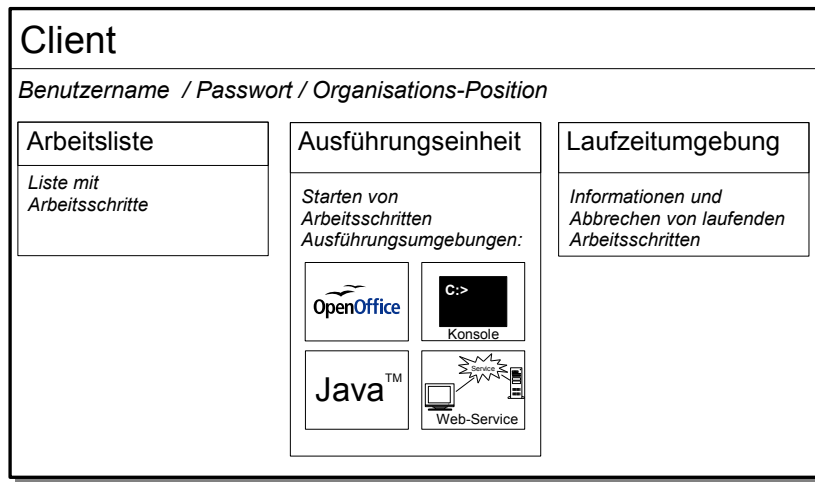 Client
Benutzername / Passwort / Organisations-Position
Arbeitsliste
Liste mit
Arbeitsschritte
Ausführungseinheit
Starten von
Arbeitsschritten
Ausführungsumgebungen:
OpenOffice
C:>
Konsole
Java™
Service
Web-Service
Laufzeitumgebung
Informationen und
Abbrechen von laufenden
Arbeitsschritten